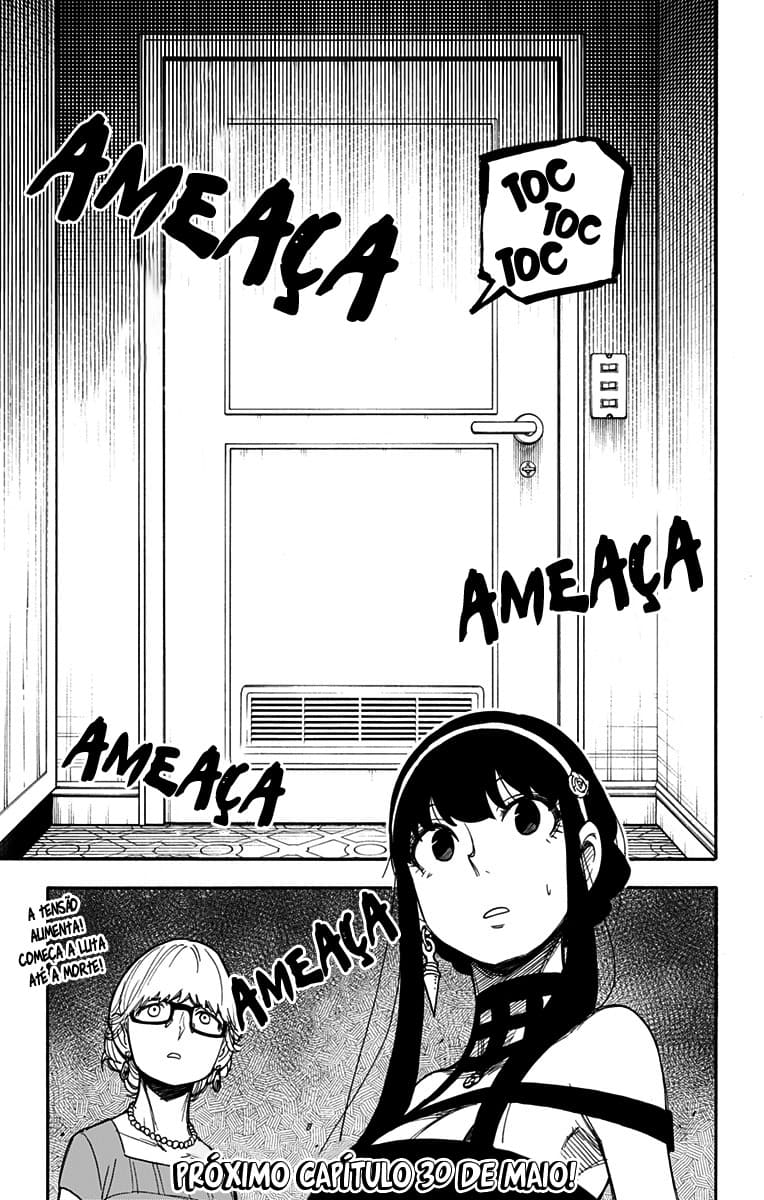 AMEAÇA
TOC
TOC
TOC
AMEAÇA
AMEAÇA
AMEAÇA
A TENSÃO
ALIMENTA!
COMEÇA A LUTA
ATÉ A MORTE!
PRÓXIMO CAPÍTULO 30 DE MAIO!